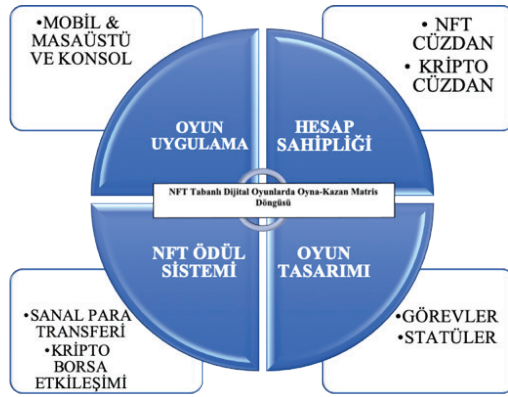 •MOBİL &
MASAÜSTÜ
VE KONSOL
•NFT
CÜZDAN
•KRİPTO
CÜZDAN
OYUN
UYGULAMA
HESAP
SAHİPLİĞİ
NFT Tabanlı Dijital Oyunlarda Oyna-Kazan Matris
Döngüsü
NFT ÖDÜL
SİSTEMİ
OYUN
TASARIMI
•SANAL PARA
TRANSFERİ
•KRİPTO
BORSA
ETKİLEŞİMİ
•GÖREVLER
•STATÜLER